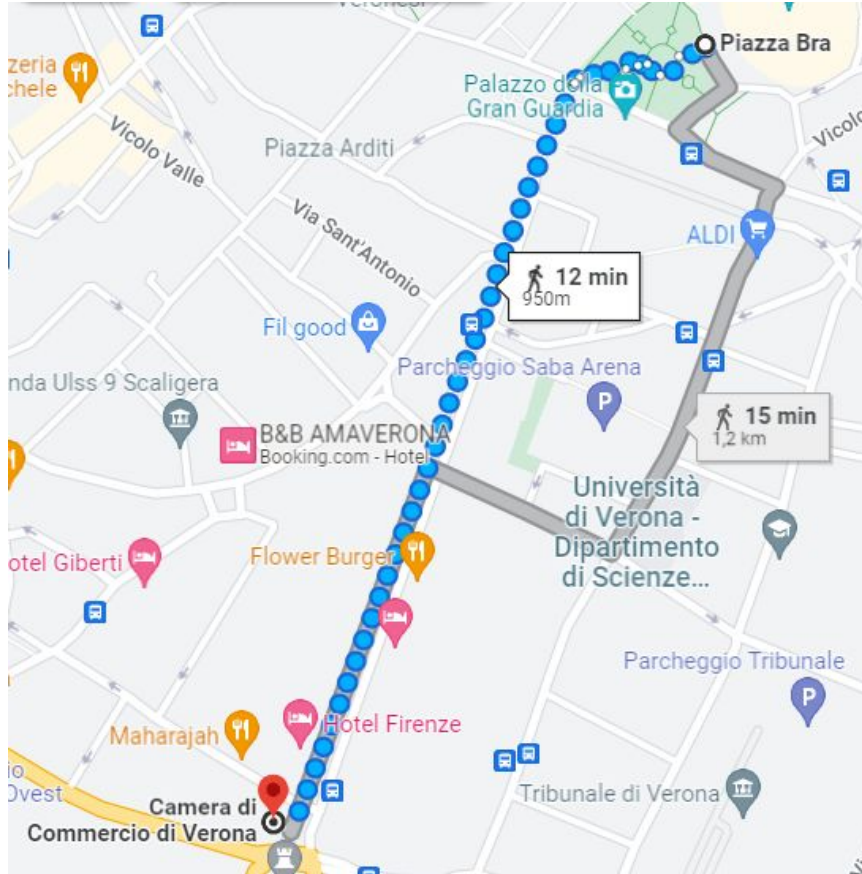 Veronesi
Piazza Bra
zeria
chele
Palazzo della
Gran Guardia
Vicolo Valle
Vicolo
Piazza Arditi
Via Sant'Antonio
ALDI
12 min
950m
Fil good
Parcheggio Saba Arena
P
nda Ulss 9 Scaligera
15 min
1,2 km
B&B AMAVERONA
Booking.com - Hotel
Università
di Verona -
Dipartimento
di Scienze...
Flower Burger
otel Giberti
Parcheggio Tribunale
P
Maharajah
Hotel Firenze
io
Ovest
Camera di
Commercio di Verona
Tribunale di Verona